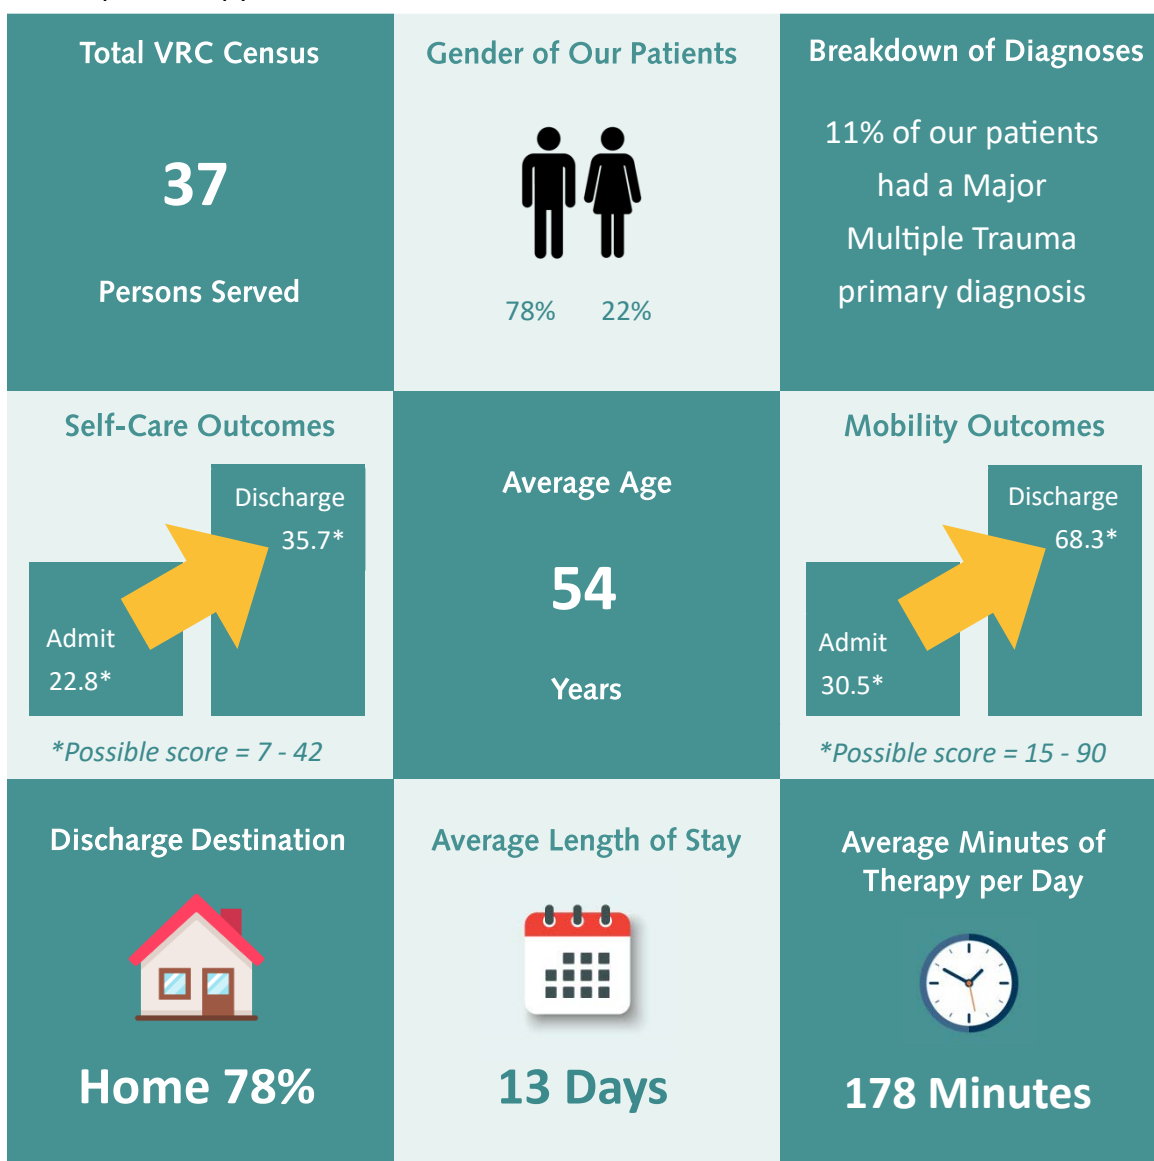 Total VRC Census
37
Persons Served
Gender of Our Patients
78% 22%
Breakdown of Diagnoses
11% of our patients
had a Major
Multiple Trauma
primary diagnosis
Self-Care Outcomes
Discharge
35.7*
Admit
22.8*
*Possible score = 7 - 42
Average Age
54
Years
Mobility Outcomes
Discharge
68.3*
Admit
30.5*
*Possible score = 15 - 90
Discharge Destination
Home 78%
Average Length of Stay
13 Days
Average Minutes of
Therapy per Day
178 Minutes